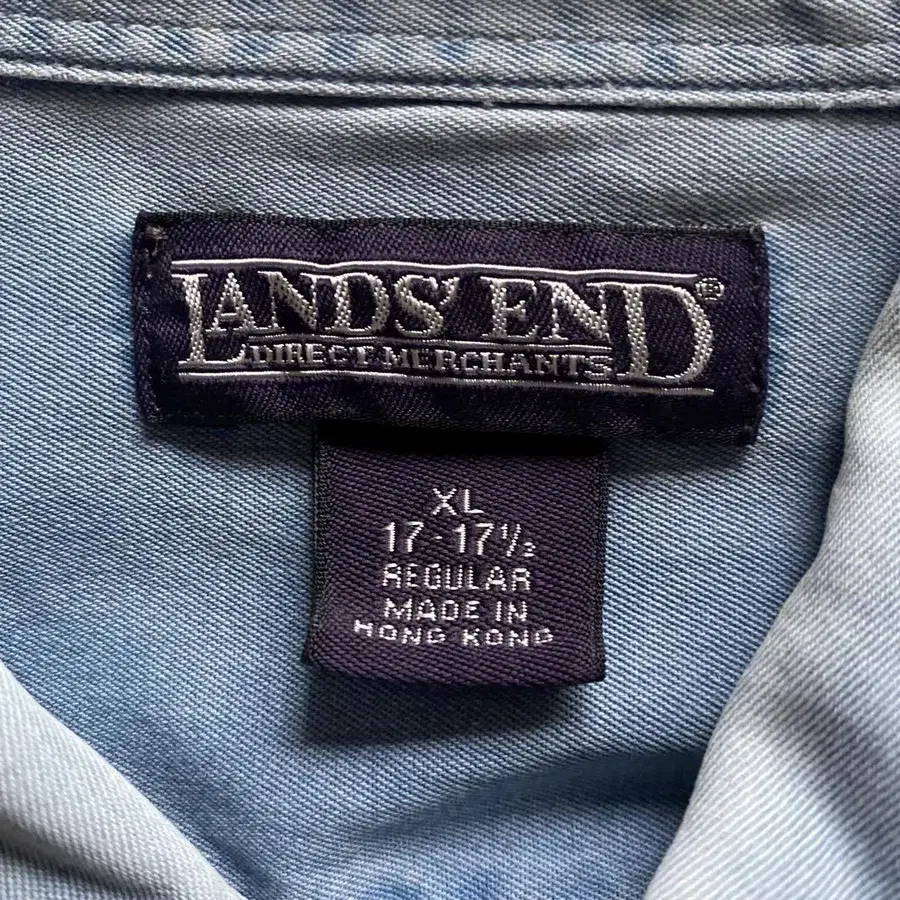 LANDS' END®
DIRECT MERCHANTS
XL
17-17½
REGULAR
MADE IN
HONG KONG